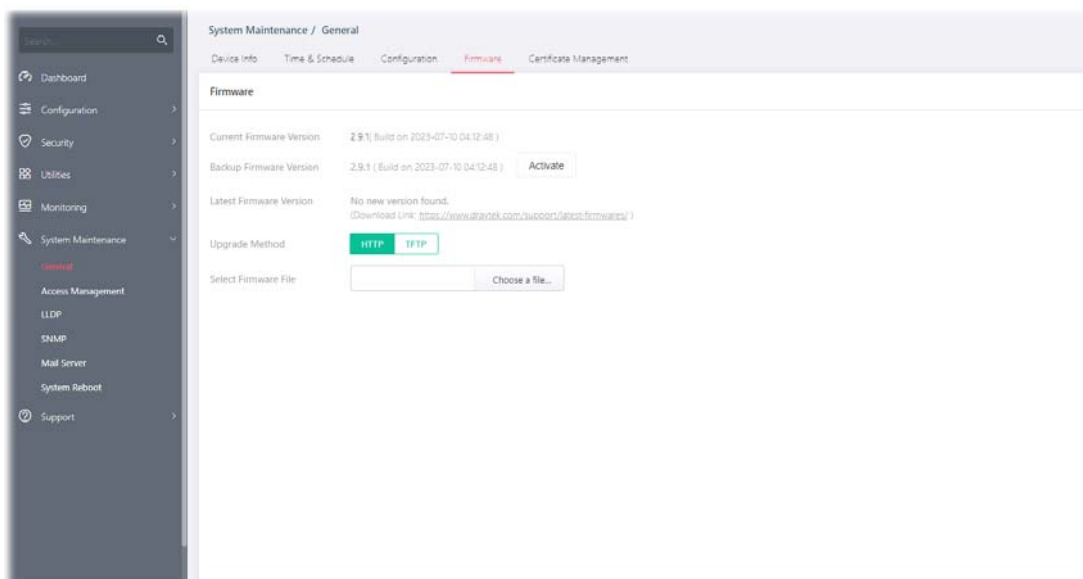 Search...
Dashboard
Configuration
Security
Utilities
Monitoring
System Maintenance
General
Access Management
LLDP
SNMP
Mail Server
System Reboot
Support
System Maintenance / General
Device Info Time & Schedule Configuration Firmware Certificate Management
Firmware
Current Firmware Version 2.9.1( Build on 2023-07-10 04:12:48 )
Backup Firmware Version 2.9.1 ( Build on 2023-07-10 04:12:48 ) Activate
Latest Firmware Version No new version found.
(Download Link: https://www.draytek.com/support/latest-firmwares/ )
Upgrade Method HTTP TFTP
Select Firmware File Choose a file...